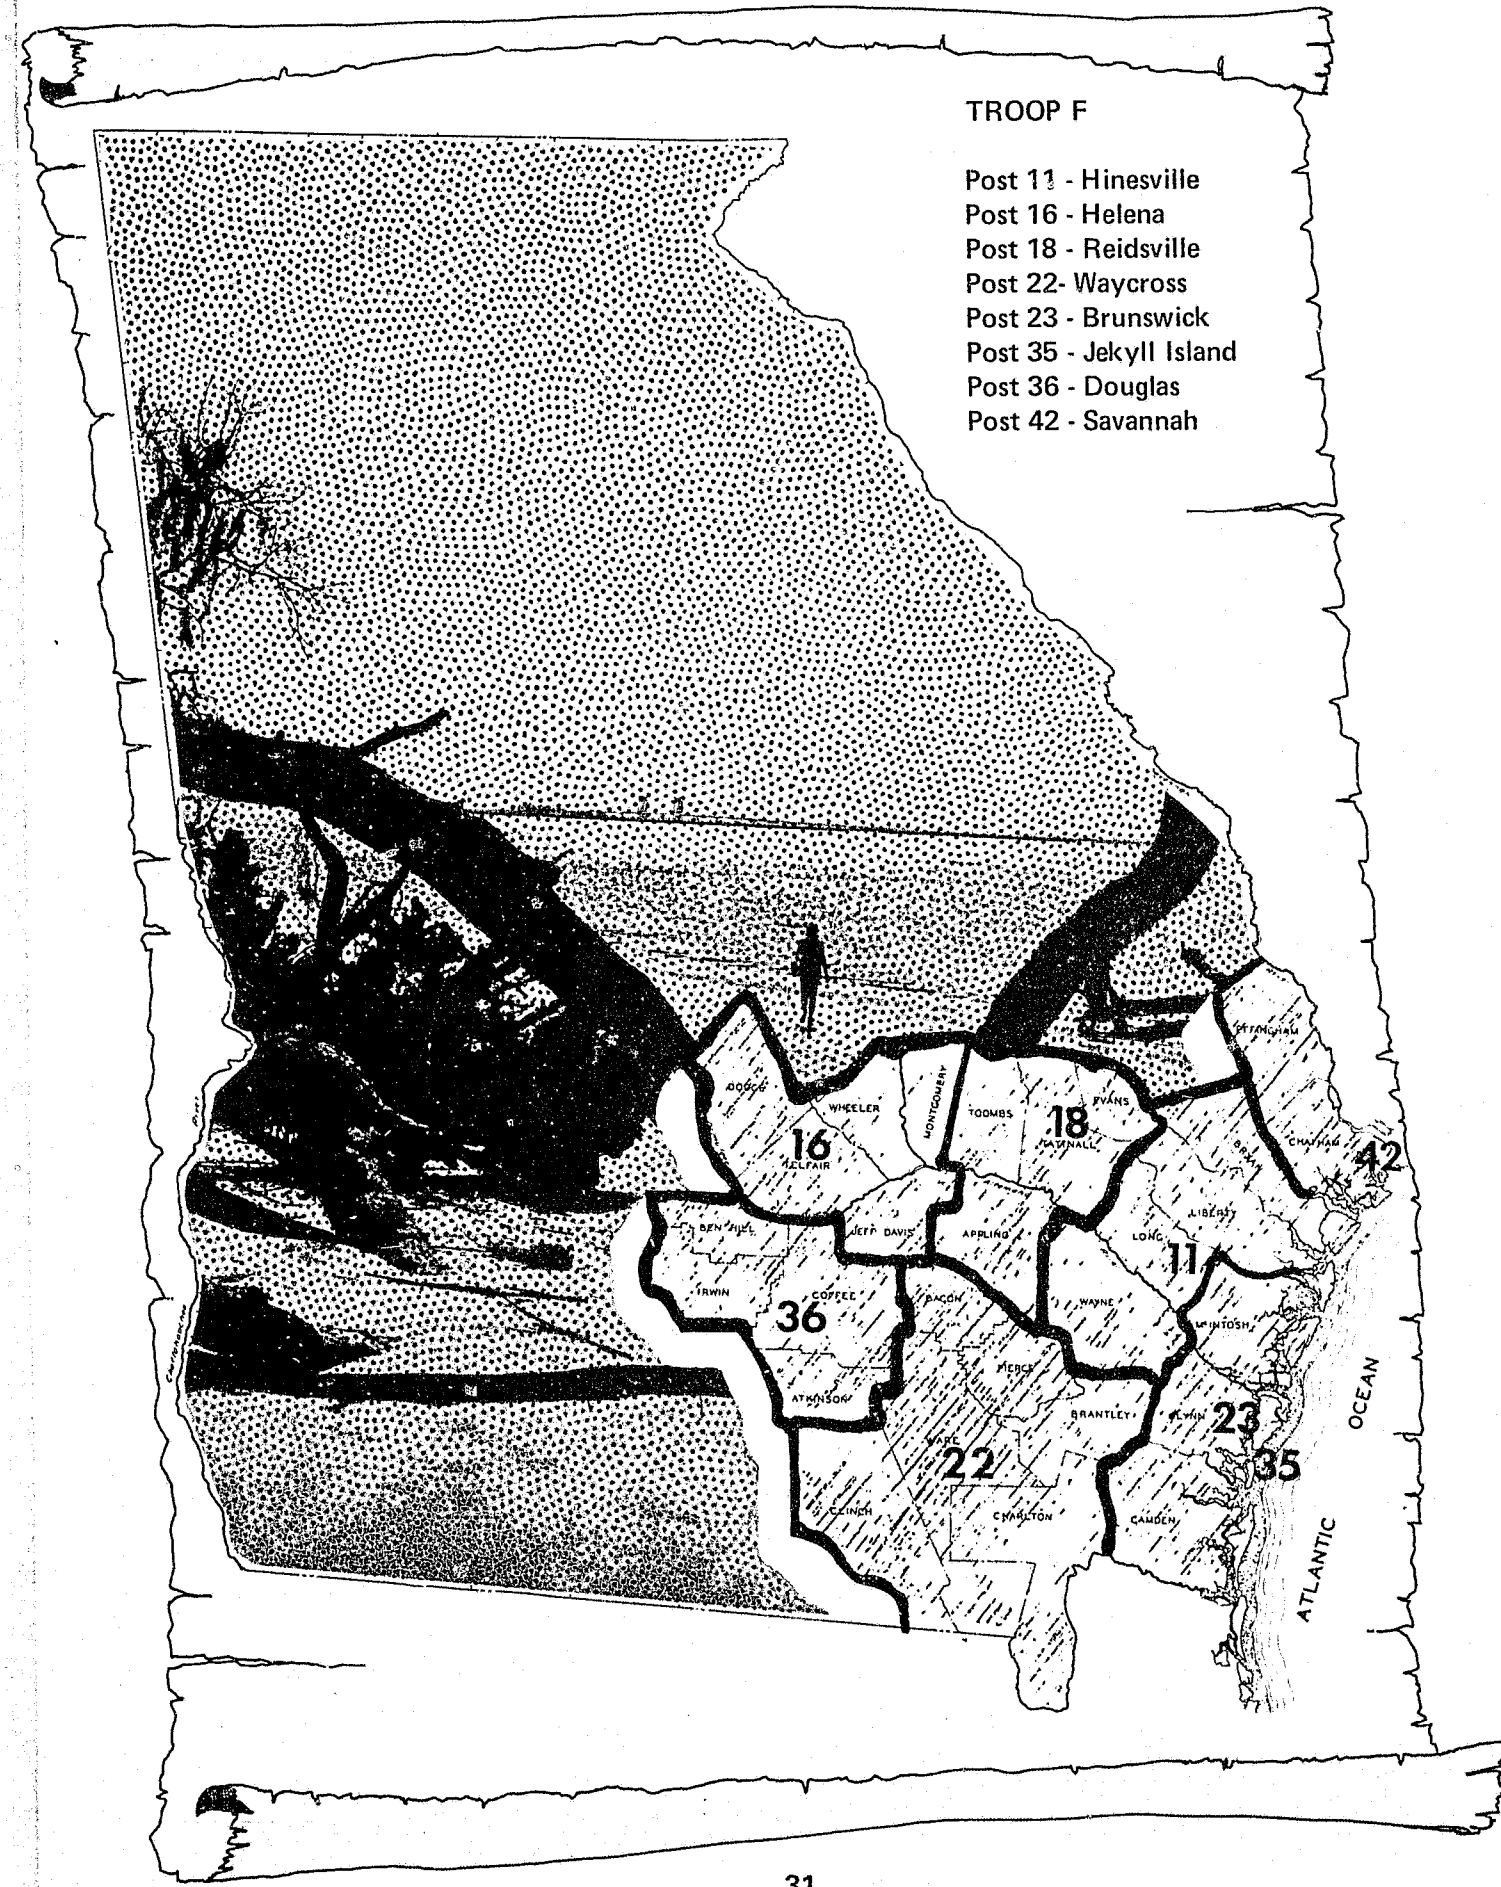 TROOP F
Post 11 - Hinesville
Post 16 - Helena
Post 18 - Reidsville
Post 22- Waycross
Post 23 - Brunswick
Post 35 - Jekyll Island
Post 36 - Douglas
Post 42 - Savannah
EFFINGHAM
DODGE
WHEELER
MONTGOMERY
TOOMBS
EVANS
18
TATTNALL
16
TELFAIR
BRYAN
CHATHAM
42
BEN HILL
JEFF DAVIS
APPLING
LONG
LIBERTY
11
IRWIN
COFFEE
36
BACON
WAYNE
McINTOSH
PIERCE
ATKINSON
BRANTLEY
GLYNN
23
WARE
22
35
CLINCH
CHARLTON
CAMDEN
ATLANTIC OCEAN
31